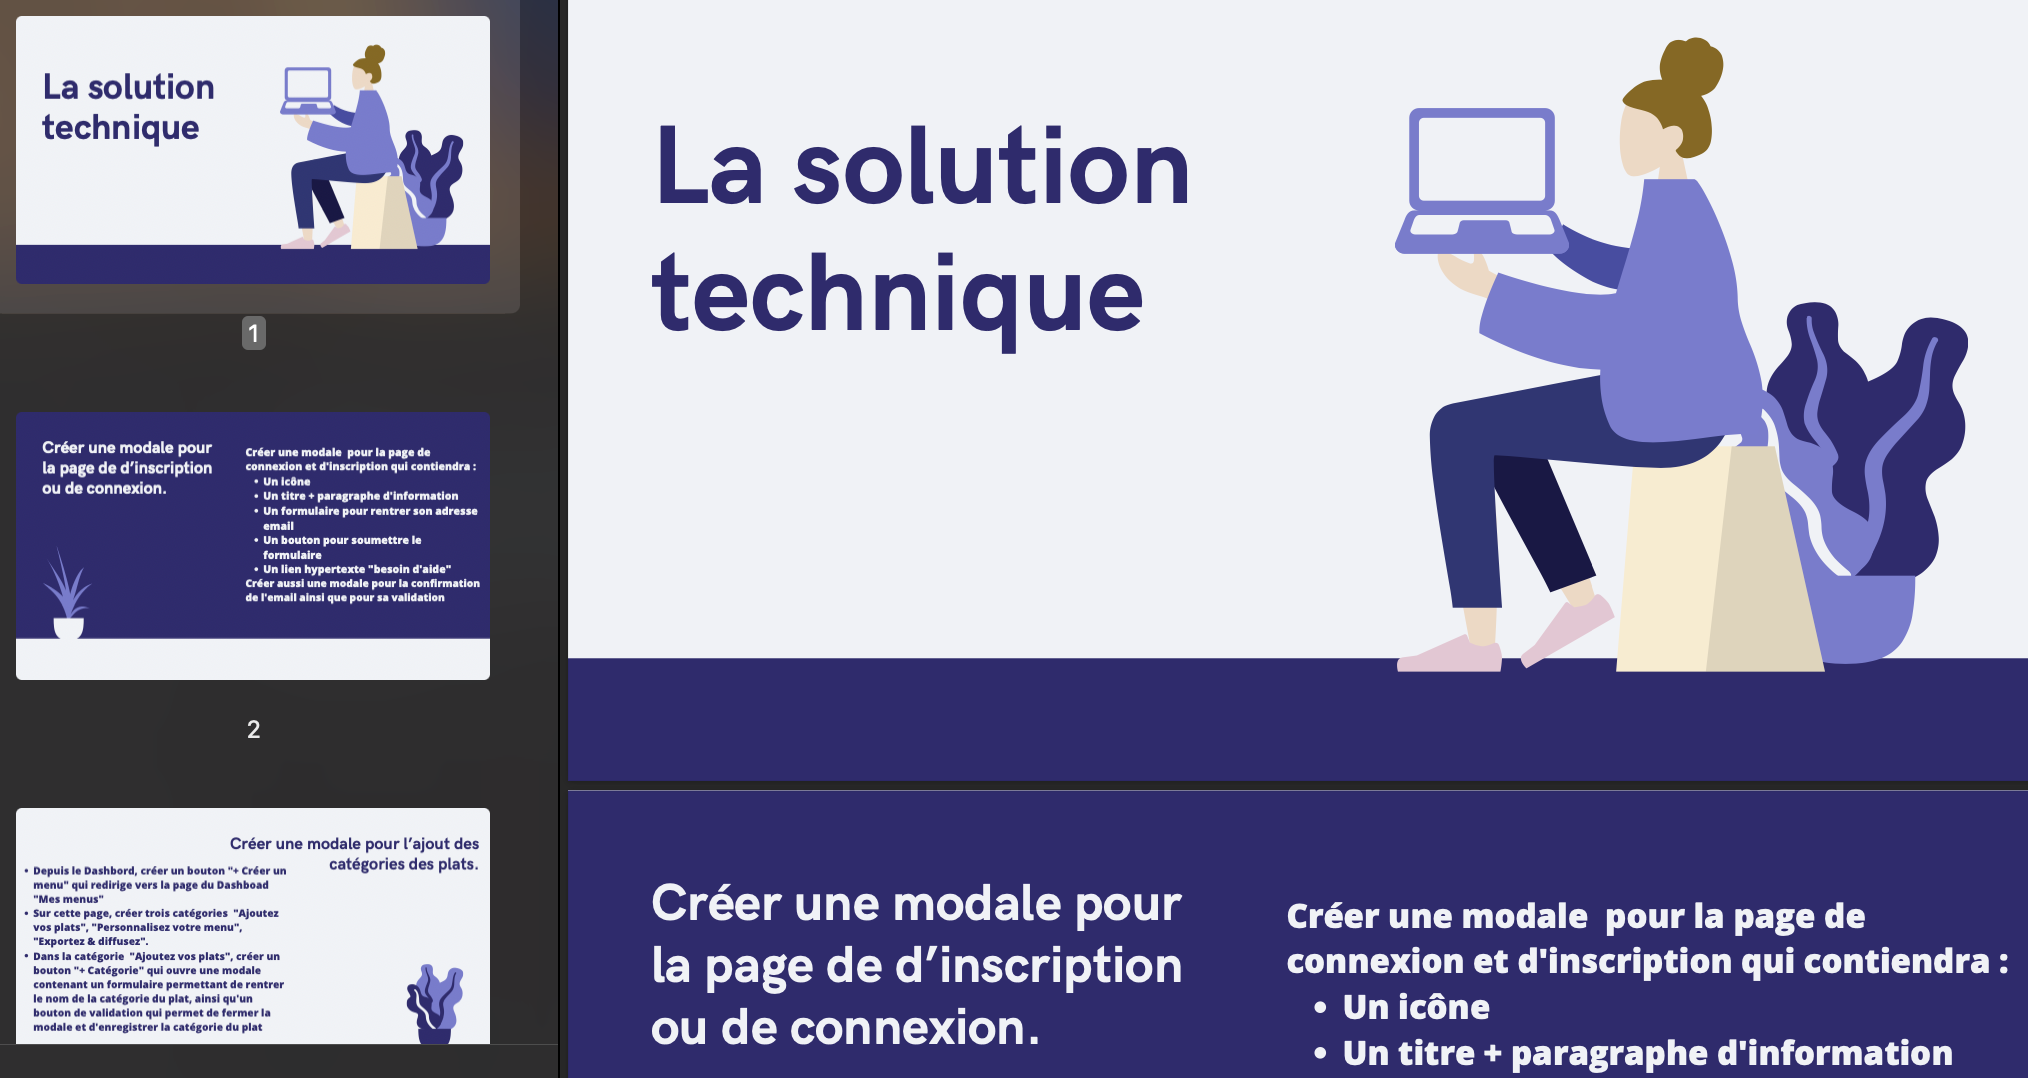 La solution
technique
1
Créer une modale pour
la page de d’inscription
ou de connexion.
Créer une modale  pour la page de
connexion et d'inscription qui contiendra :
• Un icône
• Un titre + paragraphe d'information
• Un formulaire pour rentrer son adresse
email
• Un bouton pour soumettre le
formulaire
• Un lien hypertexte "besoin d'aide"
Créer aussi une modale pour la confirmation
de l'email ainsi que pour sa validation
2
Créer une modale pour l’ajout des
catégories des plats.
• Depuis le Dashbord, créer un bouton "+ Créer un
menu" qui redirige vers la page du Dashboad
"Mes menus"
• Sur cette page, créer trois catégories  "Ajoutez
vos plats", "Personnalisez votre menu",
"Exportez & diffusez".
• Dans la catégorie  "Ajoutez vos plats", créer un
bouton "+ Catégorie" qui ouvre une modale
contenant un formulaire permettant de rentrer
le nom de la catégorie du plat, ainsi qu'un
bouton de validation qui permet de fermer la
modale et d'enregistrer la catégorie du plat
La solution
technique
Créer une modale pour
la page de d’inscription
ou de connexion.
Créer une modale  pour la page de
connexion et d'inscription qui contiendra :
• Un icône
• Un titre + paragraphe d'information